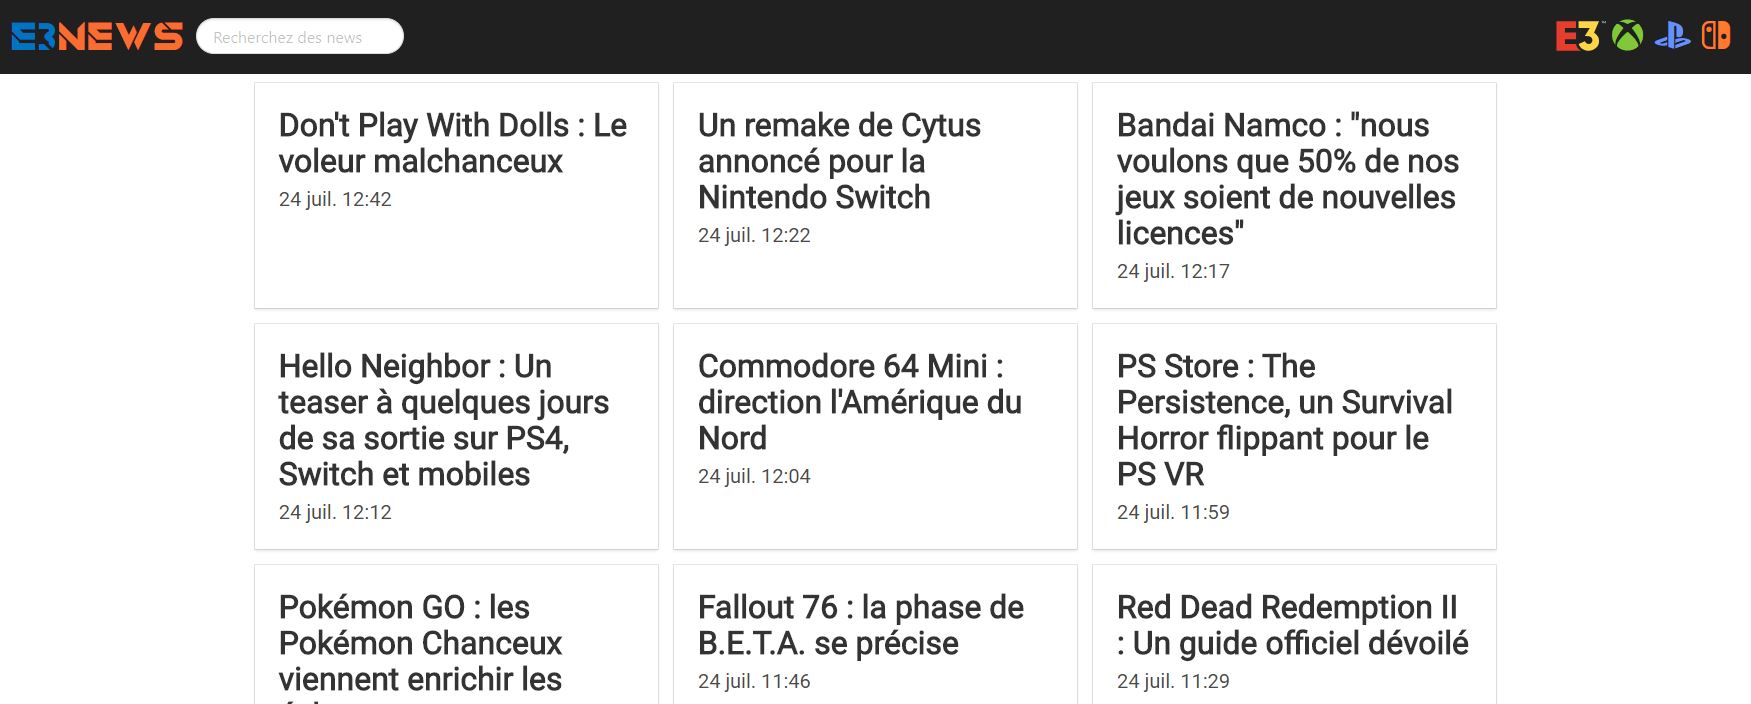 E3NEWS
Recherchez des news
E3
Don't Play With Dolls : Le
voleur malchanceux
24 juil. 12:42
Un remake de Cytus
annoncé pour la
Nintendo Switch
24 juil. 12:22
Bandai Namco : "nous
voulons que 50% de nos
jeux soient de nouvelles
licences"
24 juil. 12:17
Hello Neighbor : Un
teaser à quelques jours
de sa sortie sur PS4,
Switch et mobiles
24 juil. 12:12
Commodore 64 Mini :
direction l'Amérique du
Nord
24 juil. 12:04
PS Store : The
Persistence, un Survival
Horror flippant pour le
PS VR
24 juil. 11:59
Pokémon GO : les
Pokémon Chanceux
viennent enrichir les
Fallout 76 : la phase de
B.E.T.A. se précise
24 juil. 11:46
Red Dead Redemption II
: Un guide officiel dévoilé
24 juil. 11:29